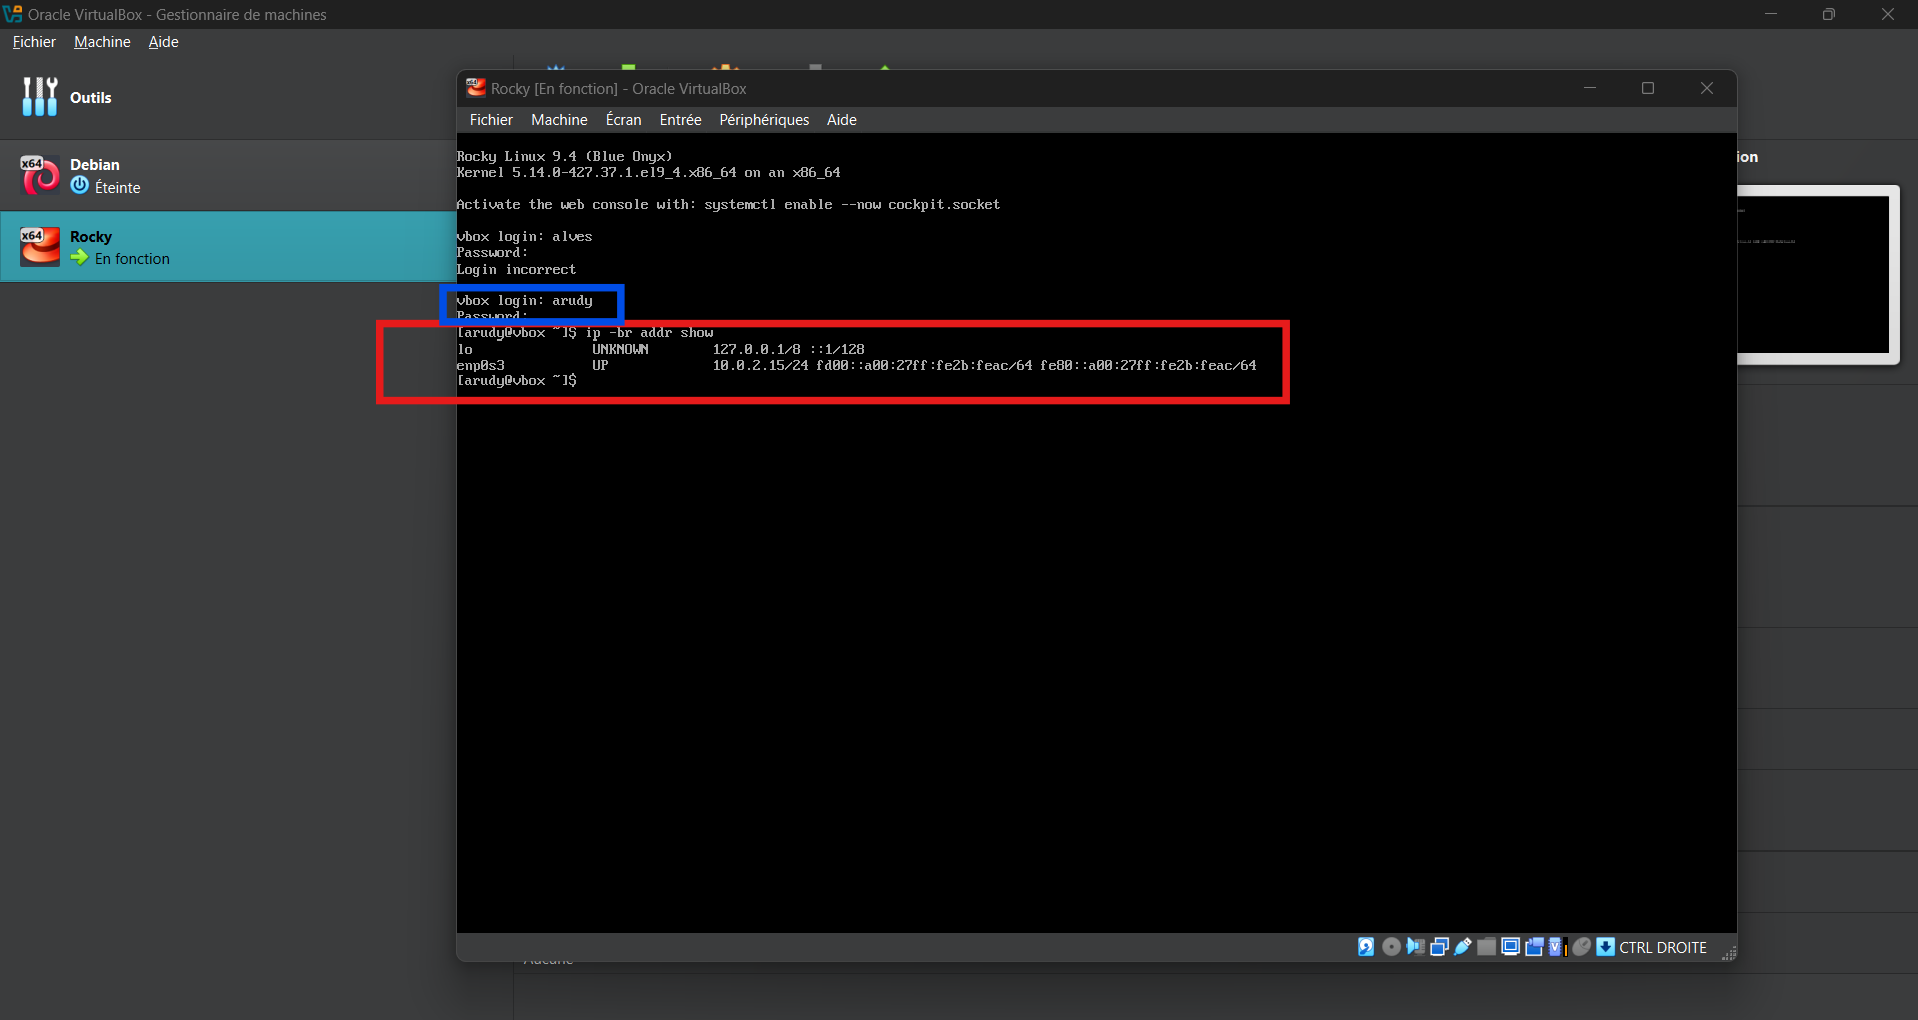 Oracle VirtualBox - Gestionnaire de machines
Fichier Machine Aide
Outils
x64 Debian
Éteinte
x64 Rocky
En fonction
Rocky [En fonction] - Oracle VirtualBox
Fichier Machine Écran Entrée Périphériques Aide
Rocky Linux 9.4 (Blue Onyx)
Kernel 5.14.0-427.37.1.el9_4.x86_64 on an x86_64
Activate the web console with: systemctl enable --now cockpit.socket
vbox login: alves
Password:
Login incorrect
vbox login: arudy
Password:
[arudy@vbox ~]$ ip -br addr show
lo UNKNOWN 127.0.0.1/8 ::1/128
enp0s3 UP 10.0.2.15/24 fd00::a00:27ff:fe2b:feac/64 fe80::a00:27ff:fe2b:feac/64
[arudy@vbox ~]$
ion
CTRL DROITE